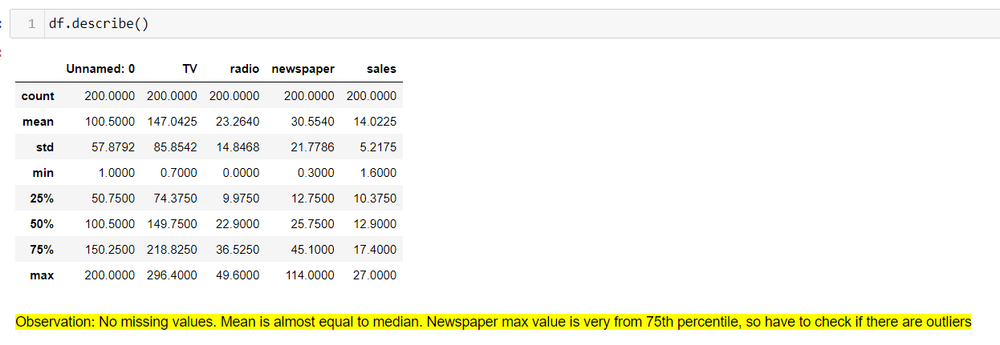 1 df.describe()
Unnamed: 0 TV radio newspaper sales
count 200.0000 200.0000 200.0000 200.0000 200.0000
mean 100.5000 147.0425 23.2640 30.5540 14.0225
std 57.8792 85.8542 14.8468 21.7786 5.2175
min 1.0000 0.7000 0.0000 0.3000 1.6000
25% 50.7500 74.3750 9.9750 12.7500 10.3750
50% 100.5000 149.7500 22.9000 25.7500 12.9000
75% 150.2500 218.8250 36.5250 45.1000 17.4000
max 200.0000 296.4000 49.6000 114.0000 27.0000
Observation: No missing values. Mean is almost equal to median. Newspaper max value is very from 75th percentile, so have to check if there are outliers